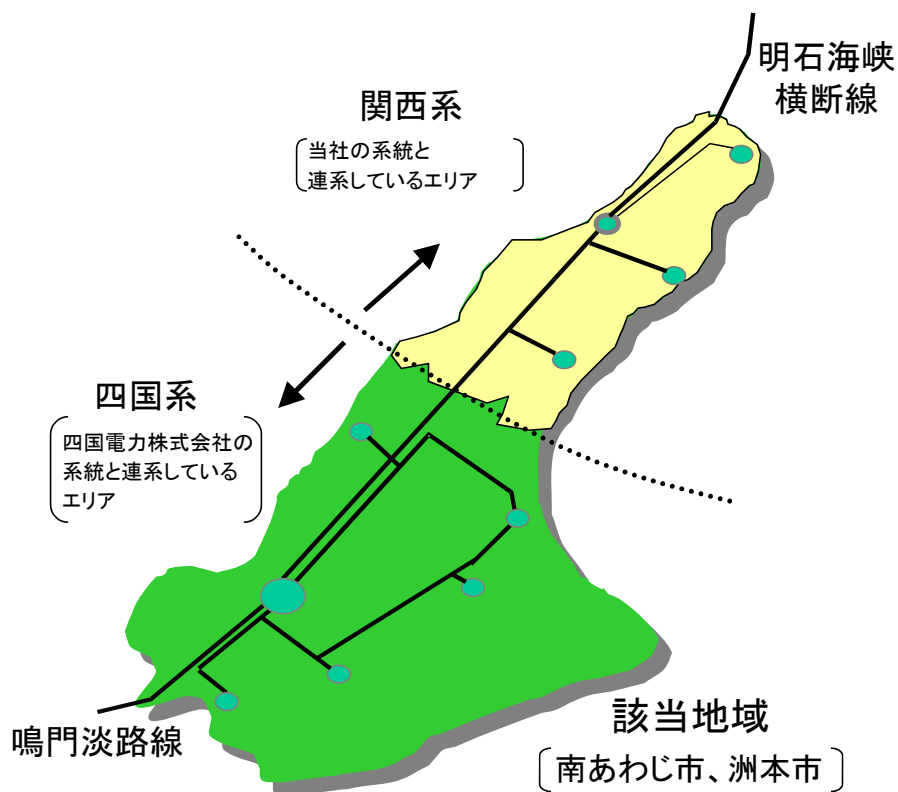 明石海峡
横断線
関西系
当社の系統と
連系しているエリア
四国系
四国電力株式会社の
系統と連系している
エリア
鳴門淡路線
該当地域
南あわじ市、洲本市